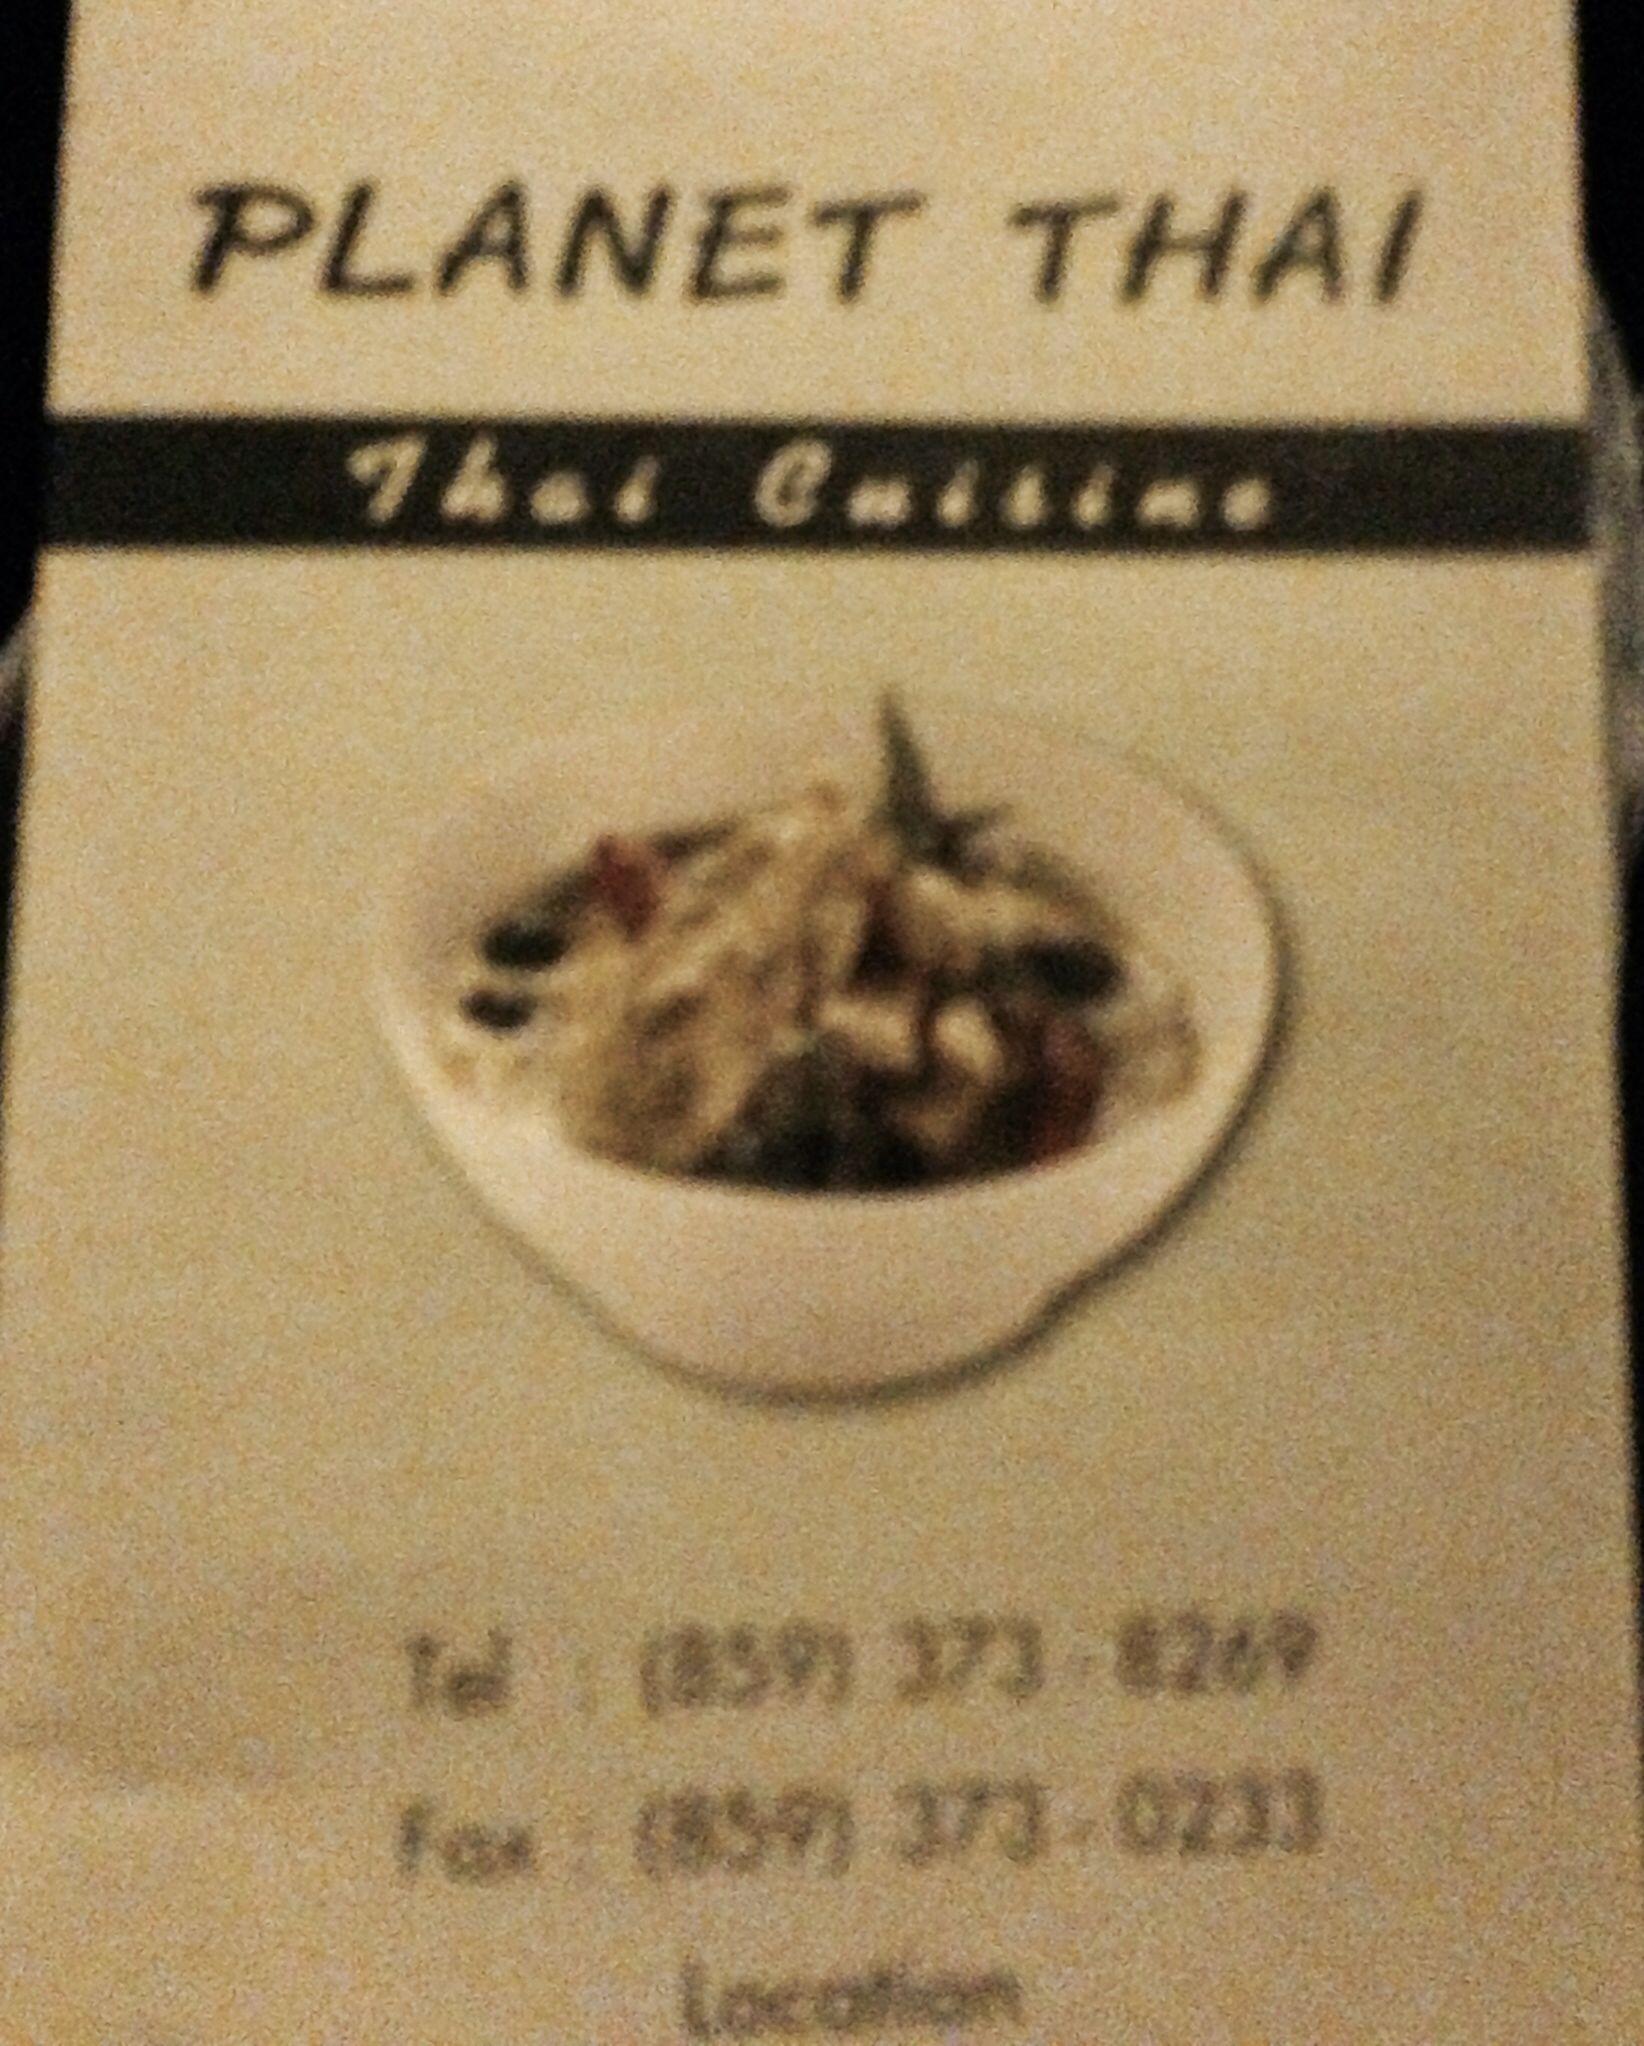 PLANET THAI
Thai Cuisine
Tel : (859) 373-8269
Fax : (859) 373-0233
Location